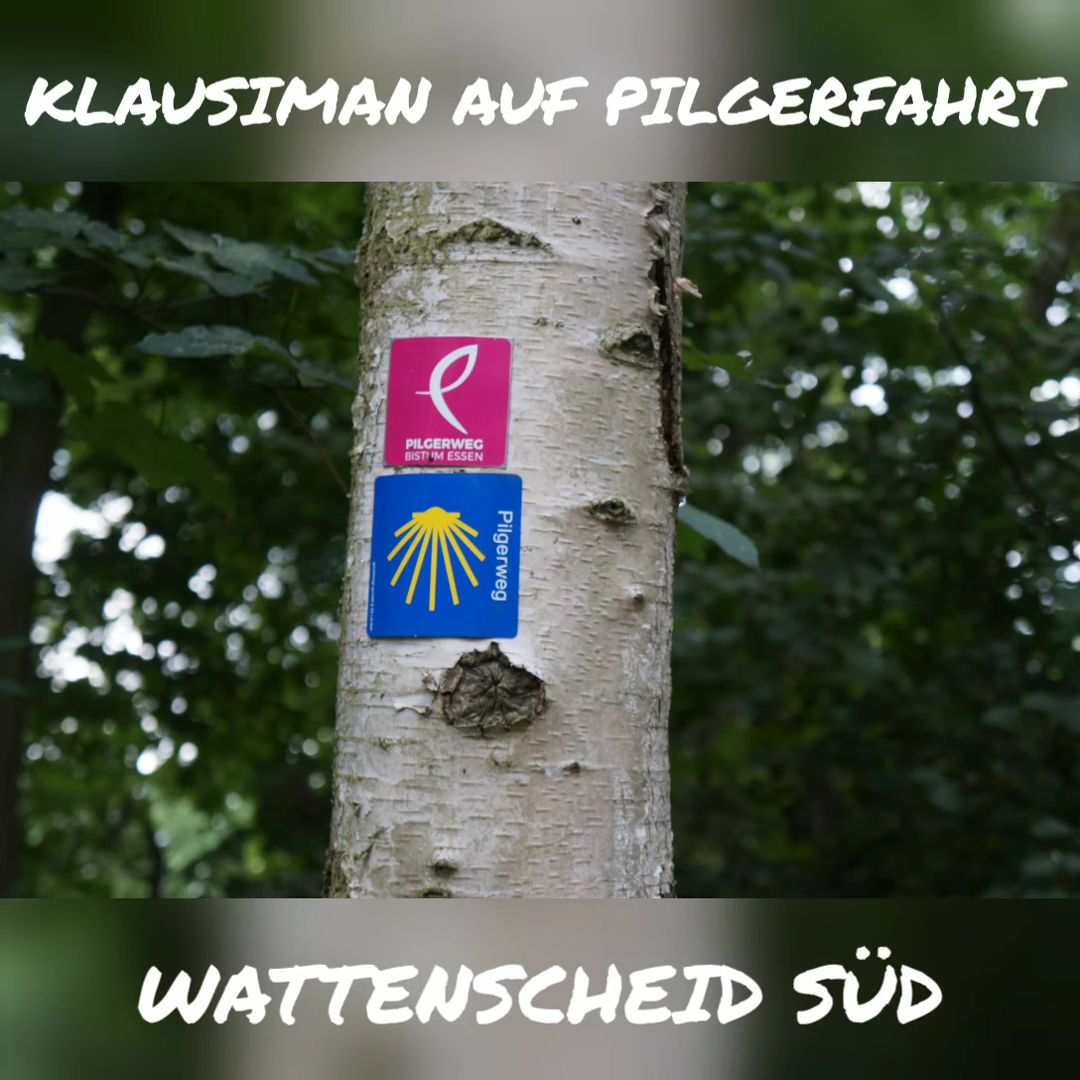 KLAUSIMAN AUF PILGERFAHRT
PILGERWEG
BISTUM ESSEN
Pilgerweg
WATTENSCHEID SÜD